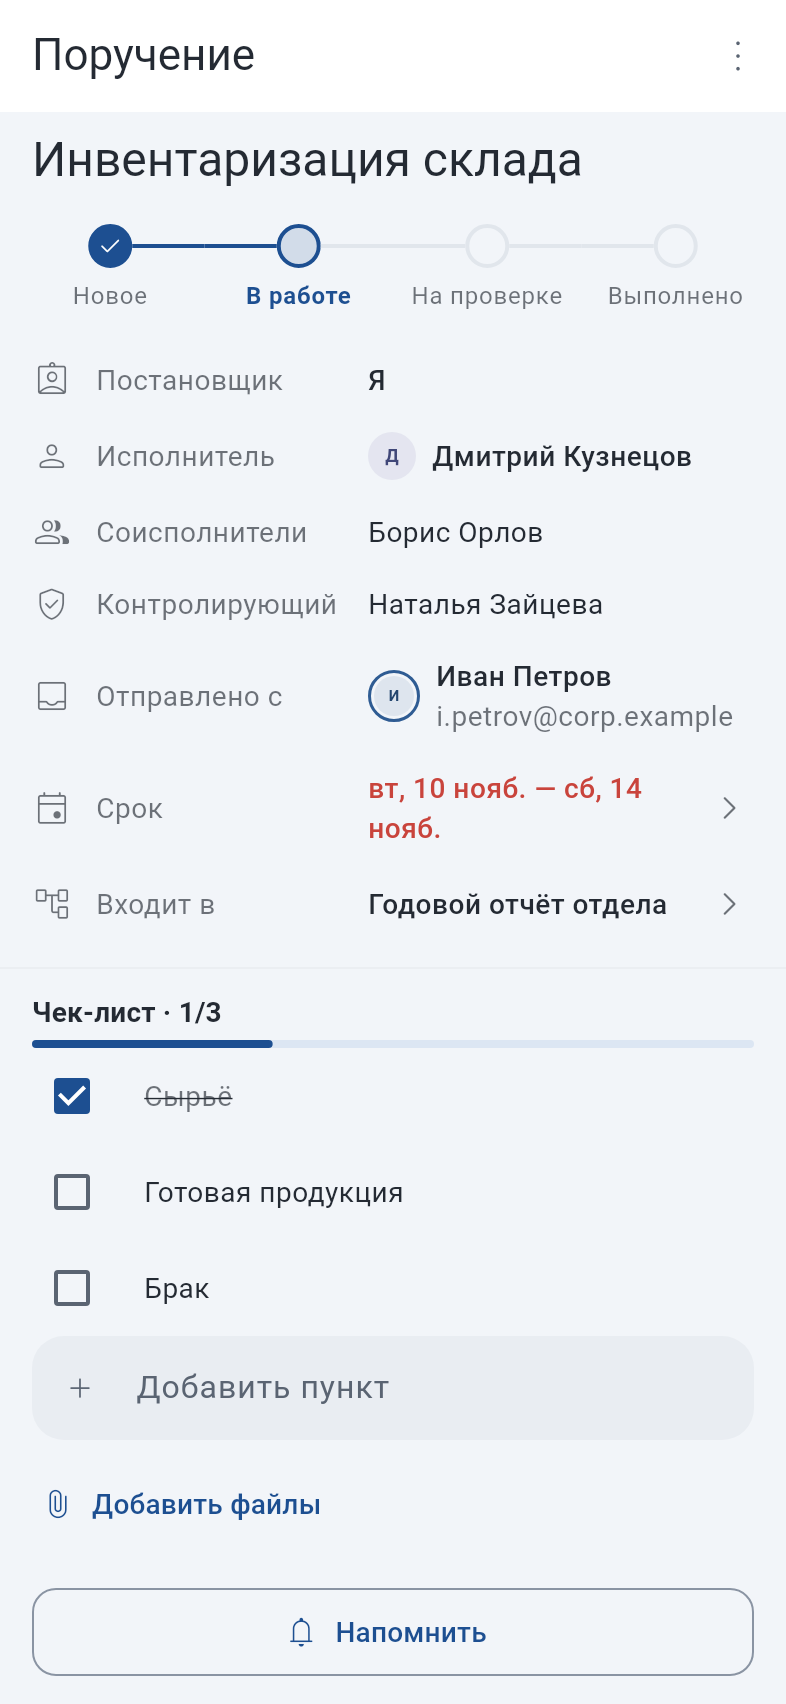 Поручение
Инвентаризация склада
Новое В работе На проверке Выполнено
Постановщик Я
Исполнитель Д Дмитрий Кузнецов
Соисполнители Борис Орлов
Контролирующий Наталья Зайцева
Отправлено с И Иван Петров
i.petrov@corp.example
Срок вт, 10 нояб. — сб, 14
нояб.
Входит в Годовой отчёт отдела
Чек-лист · 1/3
Сырьё
Готовая продукция
Брак
Добавить пункт
Добавить файлы
Напомнить